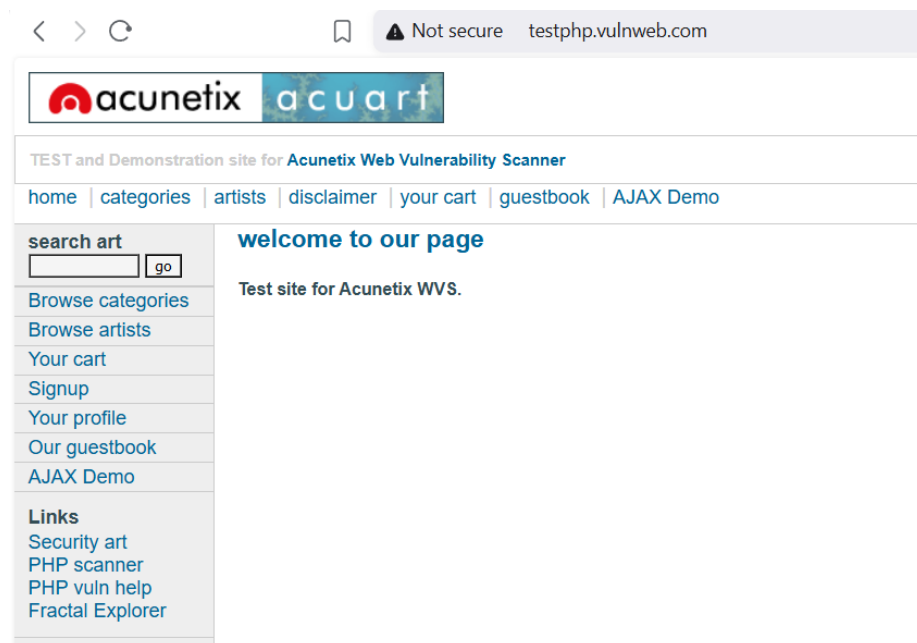 Not secure testphp.vulnweb.com
acunetix acuart
TEST and Demonstration site for Acunetix Web Vulnerability Scanner
home | categories | artists | disclaimer | your cart | guestbook | AJAX Demo
search art
go
welcome to our page
Test site for Acunetix WVS.
Browse categories
Browse artists
Your cart
Signup
Your profile
Our guestbook
AJAX Demo
Links
Security art
PHP scanner
PHP vuln help
Fractal Explorer